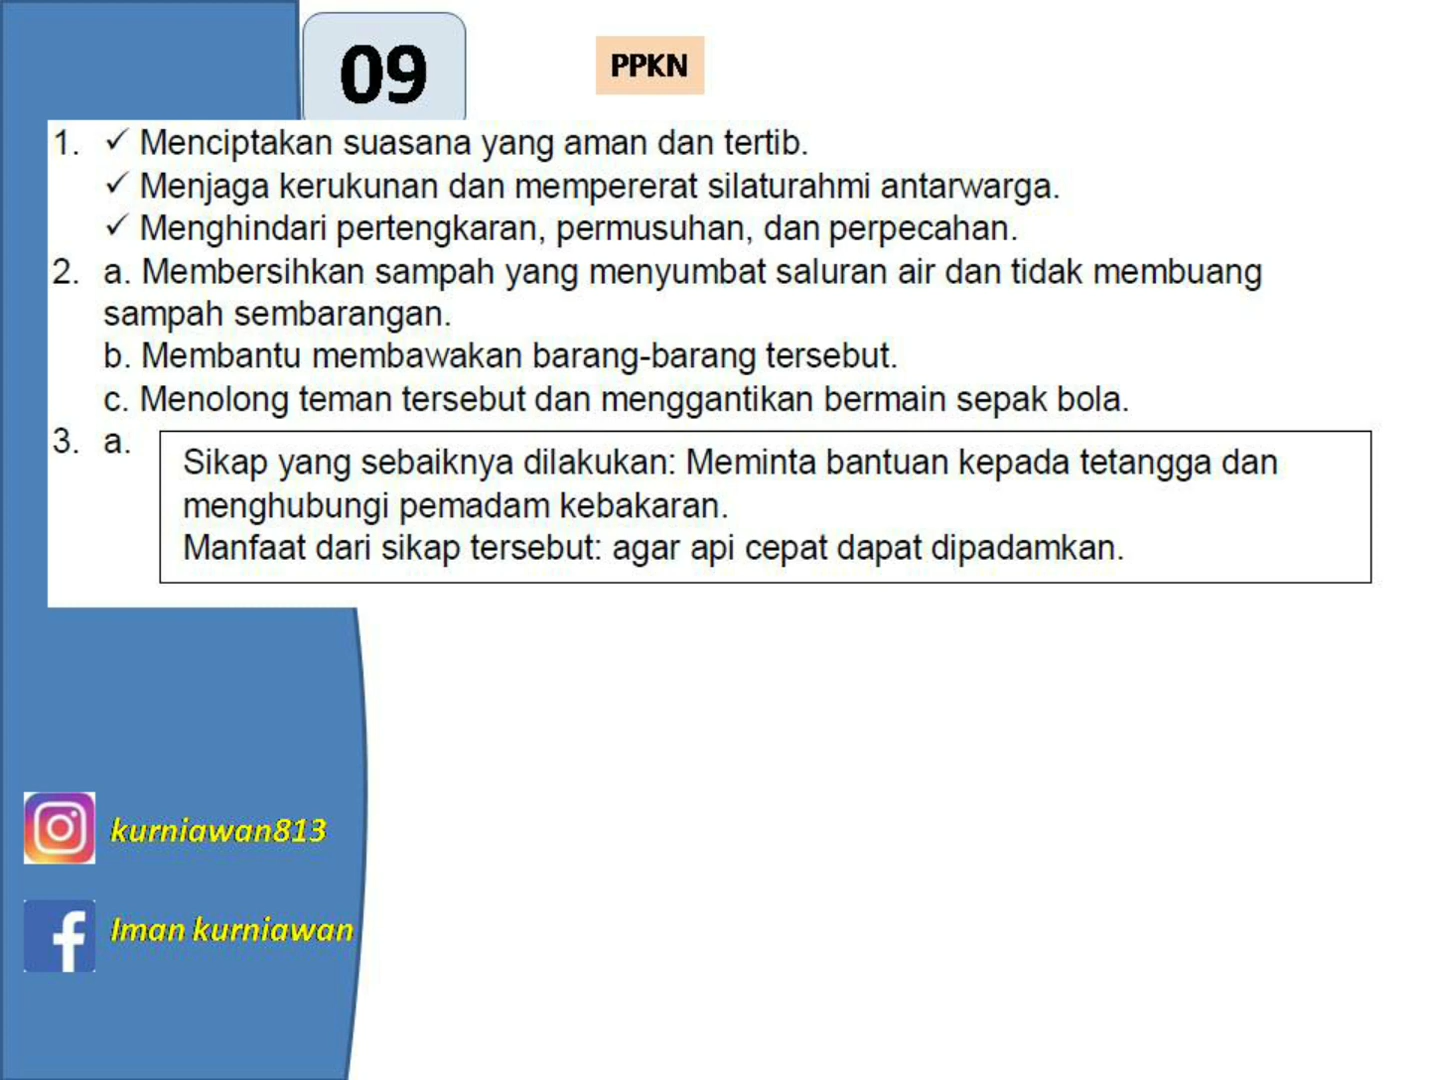 09
PPKN
1. ✓ Menciptakan suasana yang aman dan tertib.
✓ Menjaga kerukunan dan mempererat silaturahmi antarwarga.
✓ Menghindari pertengkaran, permusuhan, dan perpecahan.
2. a. Membersihkan sampah yang menyumbat saluran air dan tidak membuang
sampah sembarangan.
b. Membantu membawakan barang-barang tersebut.
c. Menolong teman tersebut dan menggantikan bermain sepak bola.
3. a.
Sikap yang sebaiknya dilakukan: Meminta bantuan kepada tetangga dan
menghubungi pemadam kebakaran.
Manfaat dari sikap tersebut: agar api cepat dapat dipadamkan.
kurniawan813
Iman kurniawan